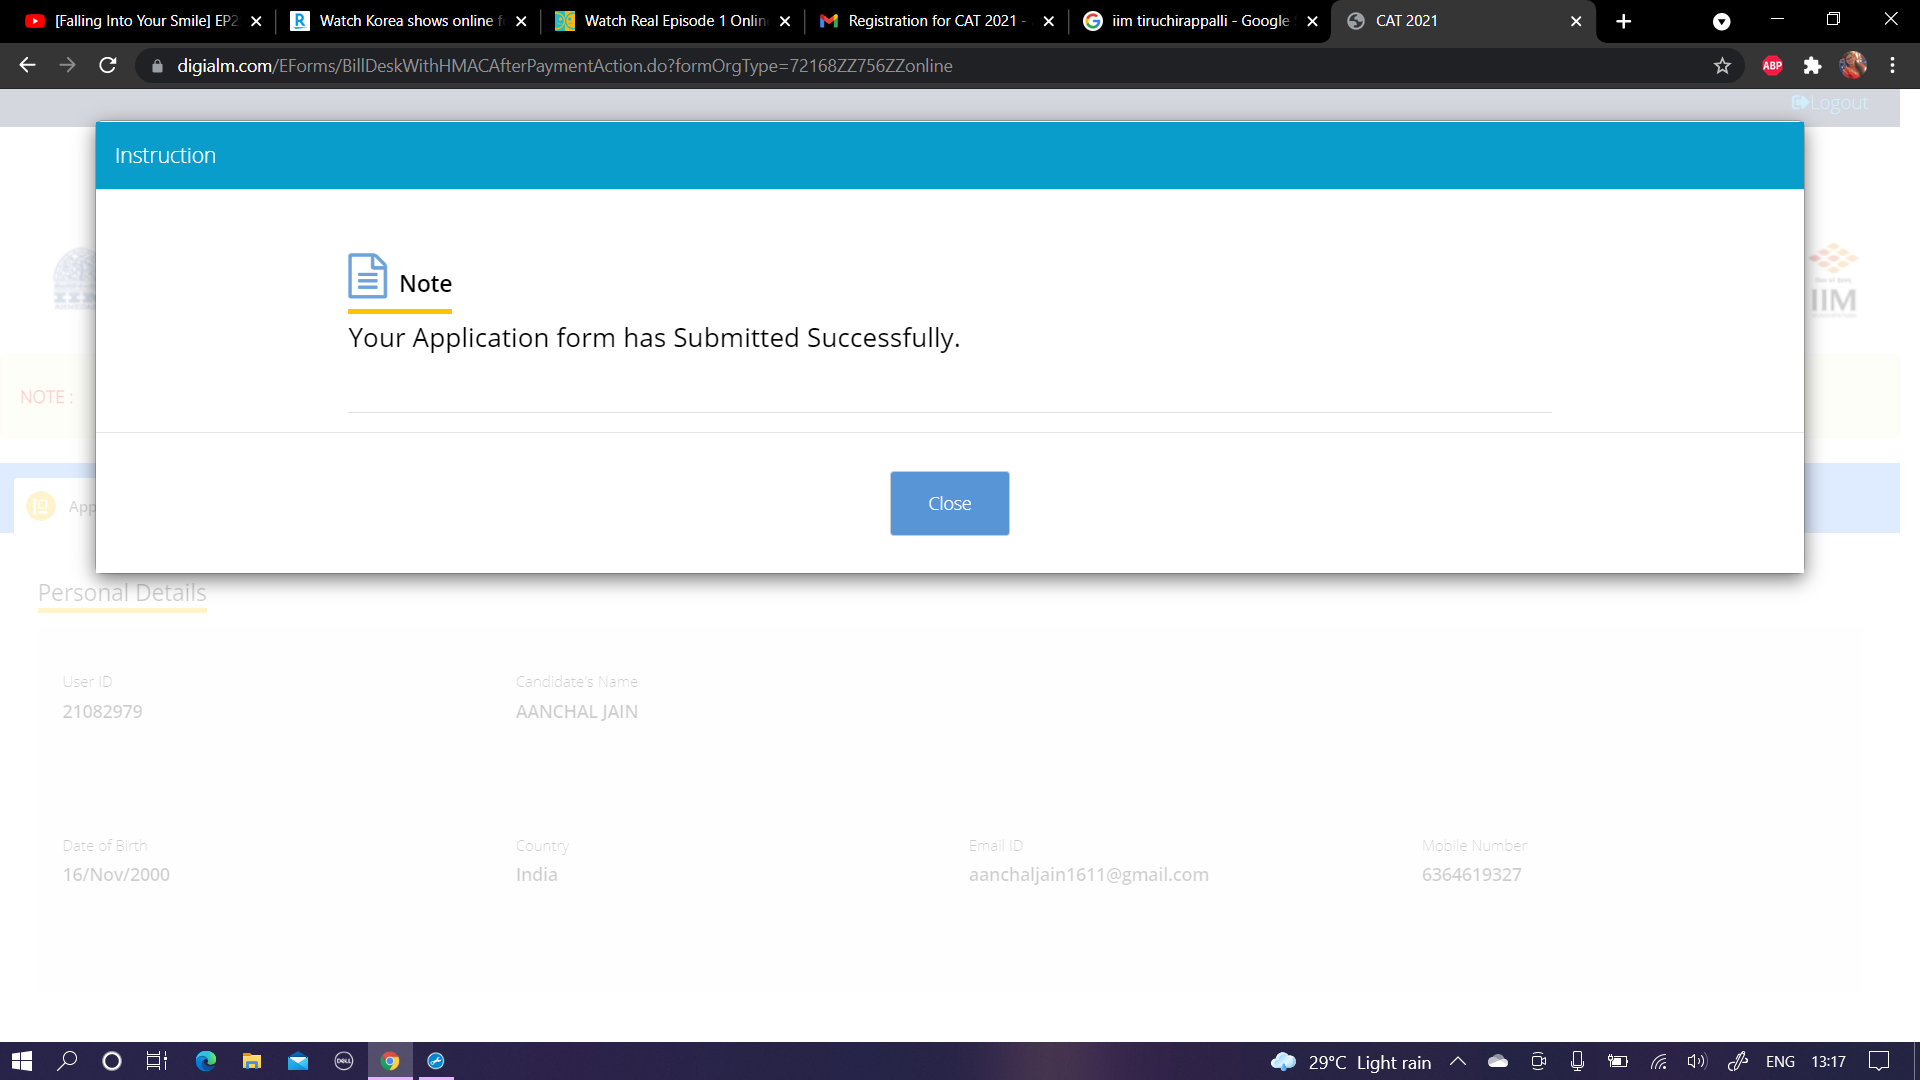 [Falling Into Your Smile] EP2
Watch Korea shows online f
Watch Real Episode 1 Onlin
Registration for CAT 2021 -
iim tiruchirappalli - Google S
CAT 2021
digialm.com/EForms/BillDeskWithHMACAfterPaymentAction.do?formOrgType=72168ZZ756ZZonline
ABP
Logout
Instruction
Note
Your Application form has Submitted Successfully.
IIM
NOTE :
App
Close
Personal Details
User ID
Candidate's Name
21082979
AANCHAL JAIN
Date of Birth
Country
Email ID
Mobile Number
16/Nov/2000
India
aanchaljain1611@gmail.com
6364619327
DELL
29°C Light rain
ENG
13:17